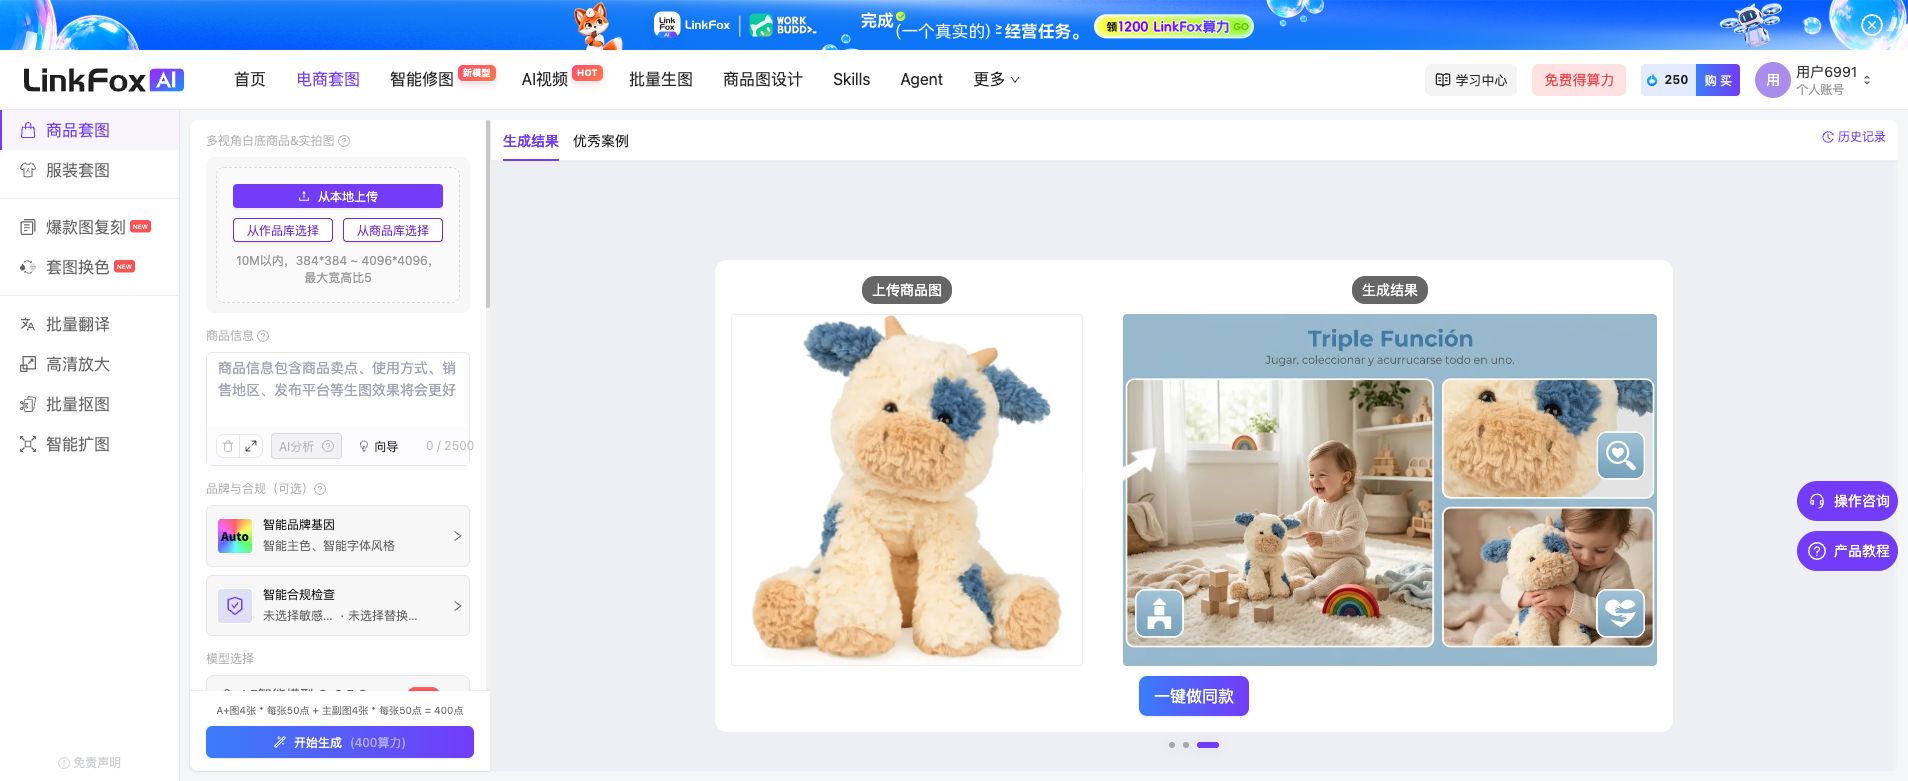 Link Fox AI LinkFox WORK BUDD>_ 完成 (一个真实的) 经营任务。 领1200 LinkFox算力 GO
LinkFox AI 首页 电商套图 智能修图 新模型 AI视频 HOT 批量生图 商品图设计 Skills Agent 更多 学习中心 免费得算力 250 购 买 用 用户6991
个人账号
商品套图
服装套图
爆款图复刻 NEW
套图换色 NEW
批量翻译
高清放大
批量抠图
智能扩图
免责声明
多视角白底商品&实拍图
从本地上传
从作品库选择 从商品库选择
10M以内，384*384 ~ 4096*4096，
最大宽高比5
商品信息
商品信息包含商品卖点、使用方式、销
售地区、发布平台等生图效果将会更好
AI分析 向导 0 / 2500
品牌与合规（可选）
Auto 智能品牌基因
智能主色、智能字体风格
智能合规检查
未选择敏感... · 未选择替换...
模型选择
A+图4张 * 每张50点 + 主副图4张 * 每张50点 = 400点
开始生成 (400算力)
生成结果 优秀案例
历史记录
上传商品图
生成结果
Triple Función
Jugar, coleccionar y acurrucarse todo en uno.
一键做同款
操作咨询
产品教程